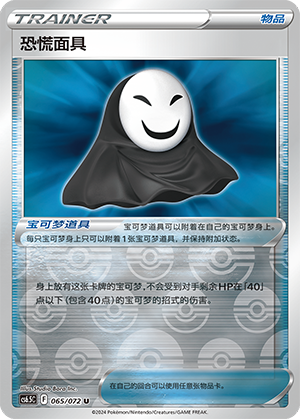 TRAINER
物品
恐慌面具
宝可梦道具
宝可梦道具可以附着在自己的宝可梦身上。
每只宝可梦身上只可以附着1张宝可梦道具，并保持附加状态。
身上放有这张卡牌的宝可梦，不会受到对手剩余HP在「40」
点以下（包含40点）的宝可梦的招式的伤害。
Illus. Studio Bora Inc.
CS6.5C F 065/072 U
在自己的回合可以使用任意张物品卡。
©2024 Pokémon/Nintendo/Creatures/GAME FREAK.